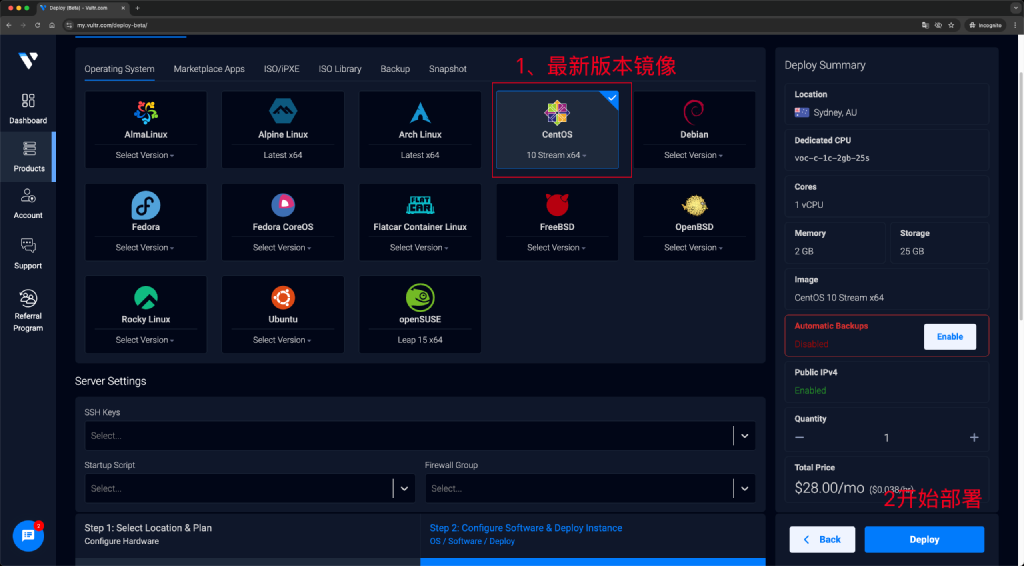 Deploy (Beta) - Vultr.com
my.vultr.com/deploy-beta/
Incognito
Dashboard
Products
Account
Support
Referral
Program
2
Operating System
Marketplace Apps
ISO/iPXE
ISO Library
Backup
Snapshot
1、最新版本镜像
AlmaLinux
Select Version
Alpine Linux
Latest x64
Arch Linux
Latest x64
CentOS
10 Stream x64
Debian
Select Version
Fedora
Select Version
Fedora CoreOS
Select Version
FLAT CAR
Flatcar Container Linux
Select Version
FreeBSD
Select Version
OpenBSD
Select Version
Rocky Linux
Select Version
Ubuntu
Select Version
openSUSE
Leap 15 x64
Server Settings
SSH Keys
Select...
Startup Script
Select...
Firewall Group
Select...
Step 1: Select Location & Plan
Configure Hardware
Step 2: Configure Software & Deploy Instance
OS / Software / Deploy
Deploy Summary
Location
Sydney, AU
Dedicated CPU
voc-c-1c-2gb-25s
Cores
1 vCPU
Memory
2 GB
Storage
25 GB
Image
CentOS 10 Stream x64
Automatic Backups
Disabled
Enable
Public IPv4
Enabled
Quantity
1
Total Price
$28.00/mo ($0.038/hr)
2开始部署
Back
Deploy